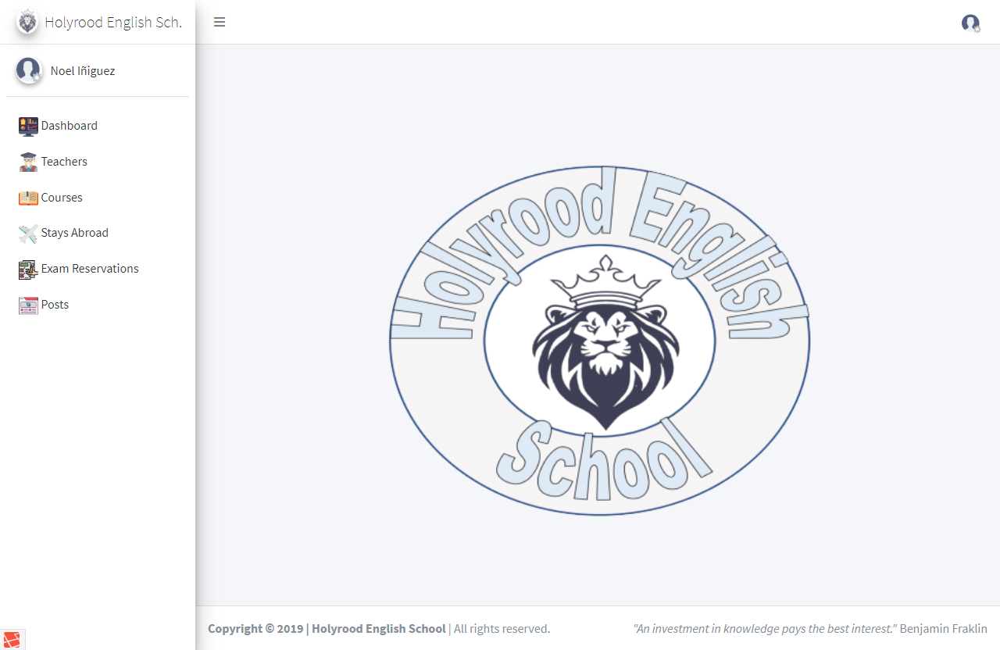 Holyrood English Sch.
Noel Iñiguez
Dashboard
Teachers
Courses
Stays Abroad
Exam Reservations
Posts
Holyrood English
School
Copyright © 2019 | Holyrood English School | All rights reserved.
"An investment in knowledge pays the best interest." Benjamin Fraklin